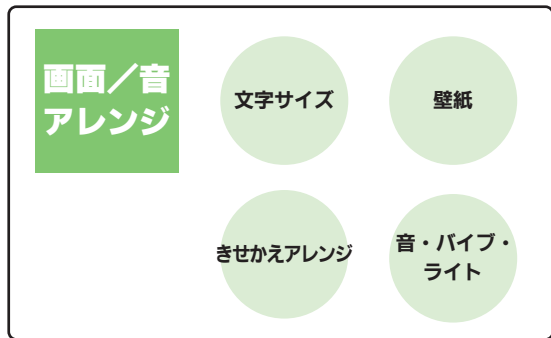 画面／音
アレンジ
文字サイズ
壁紙
きせかえアレンジ
音・バイブ・
ライト